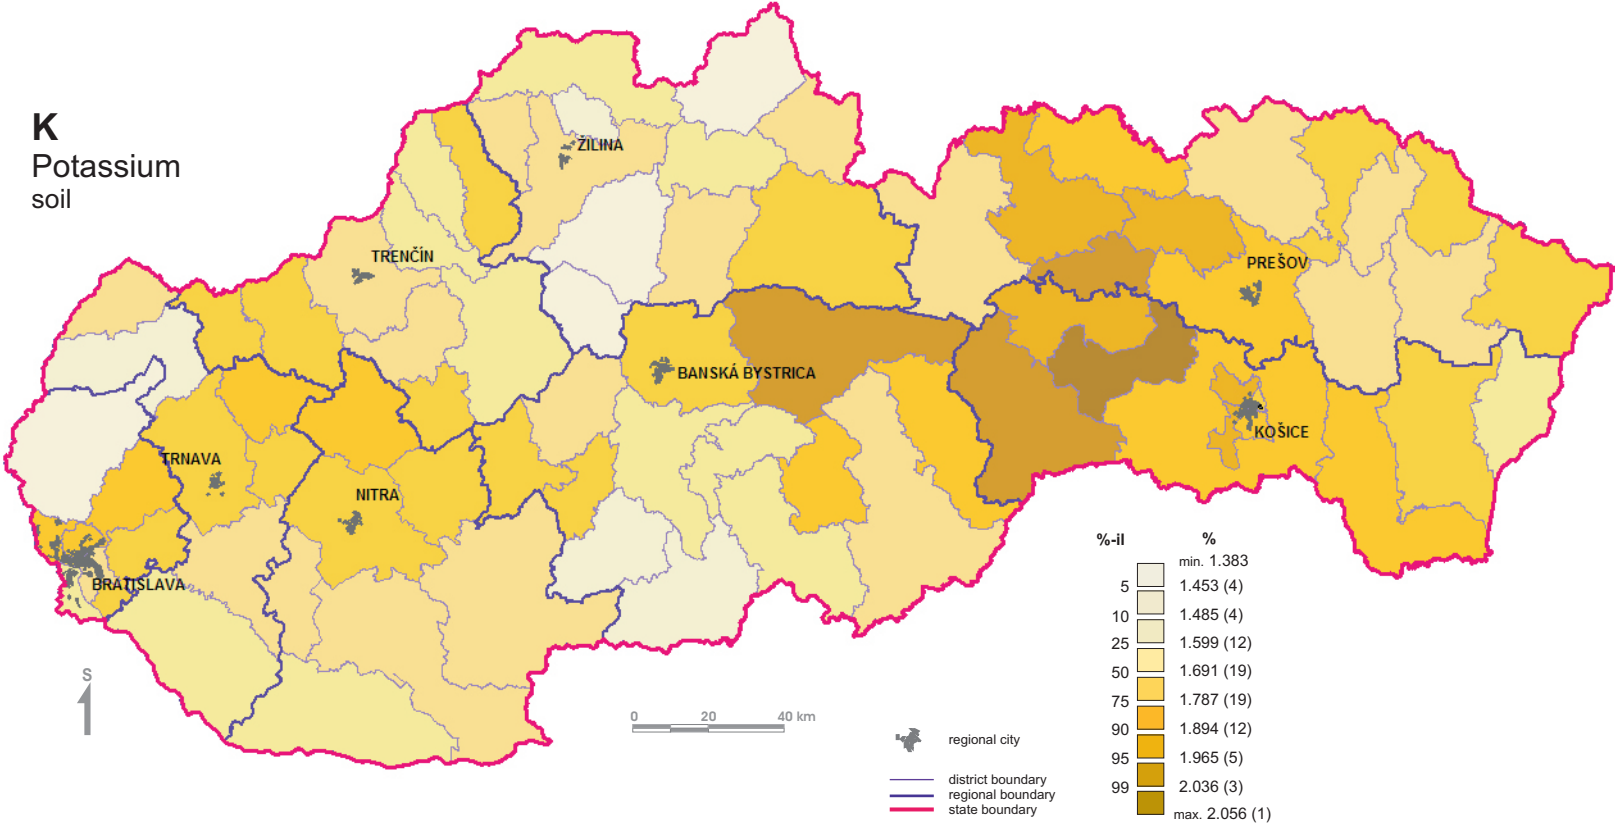 K
Potassium
soil
ŽILINA
TRENČÍN
PREŠOV
BANSKÁ BYSTRICA
KOŠICE
TRNAVA
NITRA
BRATISLAVA
S
0 20 40 km
regional city
district boundary
regional boundary
state boundary
%-il %
min. 1.383
5 1.453 (4)
10 1.485 (4)
25 1.599 (12)
50 1.691 (19)
75 1.787 (19)
90 1.894 (12)
95 1.965 (5)
99 2.036 (3)
max. 2.056 (1)